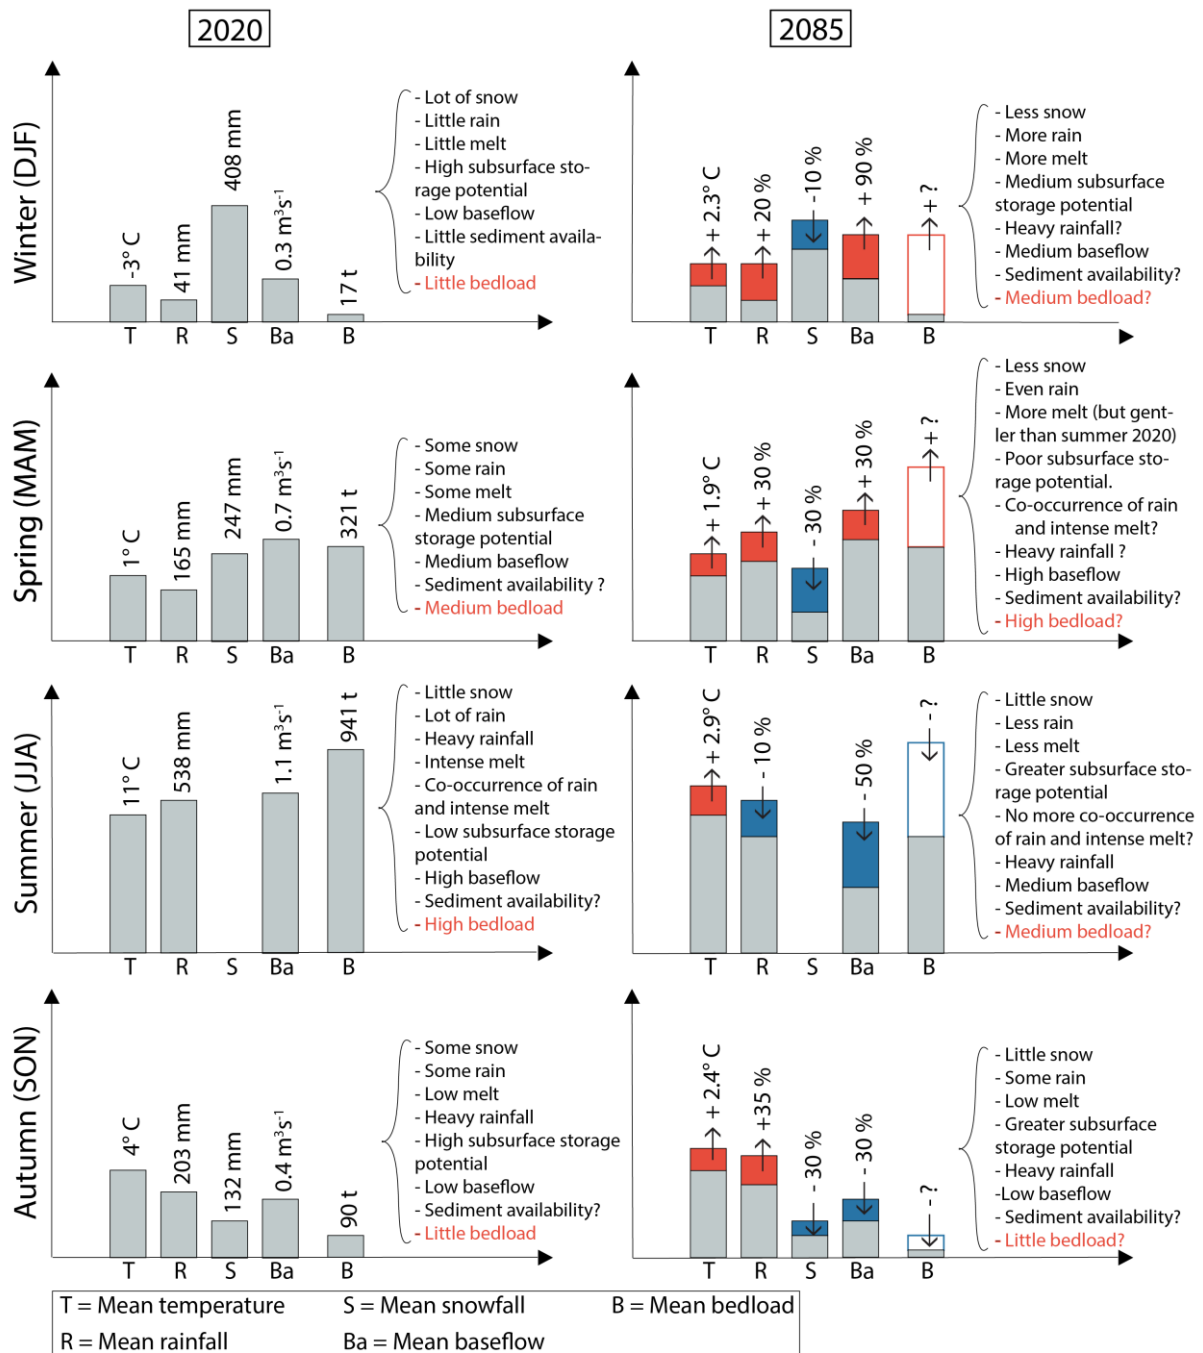 2020
2085
Winter (DJF)
-3° C
41 mm
408 mm
0.3 m³s⁻¹
17 t
T R S Ba B
- Lot of snow
- Little rain
- Little melt
- High subsurface sto-
rage potential
- Low baseflow
- Little sediment availa-
bility
- Little bedload
+ 2.3° C
+ 20 %
- 10 %
+ 90 %
+ ?
T R S Ba B
- Less snow
- More rain
- More melt
- Medium subsurface
storage potential
- Heavy rainfall?
- Medium baseflow
- Sediment availability?
- Medium bedload?
Spring (MAM)
1° C
165 mm
247 mm
0.7 m³s⁻¹
321 t
T R S Ba B
- Some snow
- Some rain
- Some melt
- Medium subsurface
storage potential
- Medium baseflow
- Sediment availability ?
- Medium bedload
+ 1.9° C
+ 30 %
- 30 %
+ 30 %
+ ?
T R S Ba B
- Less snow
- Even rain
- More melt (but gent-
ler than summer 2020)
- Poor subsurface sto-
rage potential.
- Co-occurrence of rain
and intense melt?
- Heavy rainfall ?
- High baseflow
- Sediment availability?
- High bedload?
Summer (JJA)
11° C
538 mm
1.1 m³s⁻¹
941 t
T R S Ba B
- Little snow
- Lot of rain
- Heavy rainfall
- Intense melt
- Co-occurrence of rain
and intense melt
- Low subsurface storage
potential
- High baseflow
- Sediment availability?
- High bedload
+ 2.9° C
- 10 %
- 50 %
- ?
T R S Ba B
- Little snow
- Less rain
- Less melt
- Greater subsurface sto-
rage potential
- No more co-occurrence
of rain and intense melt?
- Heavy rainfall
- Medium baseflow
- Sediment availability?
- Medium bedload?
Autumn (SON)
4° C
203 mm
132 mm
0.4 m³s⁻¹
90 t
T R S Ba B
- Some snow
- Some rain
- Low melt
- Heavy rainfall
- High subsurface storage
potential
- Low baseflow
- Sediment availability?
- Little bedload
+ 2.4° C
+35 %
- 30 %
- 30 %
- ?
T R S Ba B
- Little snow
- Some rain
- Low melt
- Greater subsurface
storage potential
- Heavy rainfall
-Low baseflow
- Sediment availability?
- Little bedload?
T = Mean temperature S = Mean snowfall B = Mean bedload
R = Mean rainfall Ba = Mean baseflow